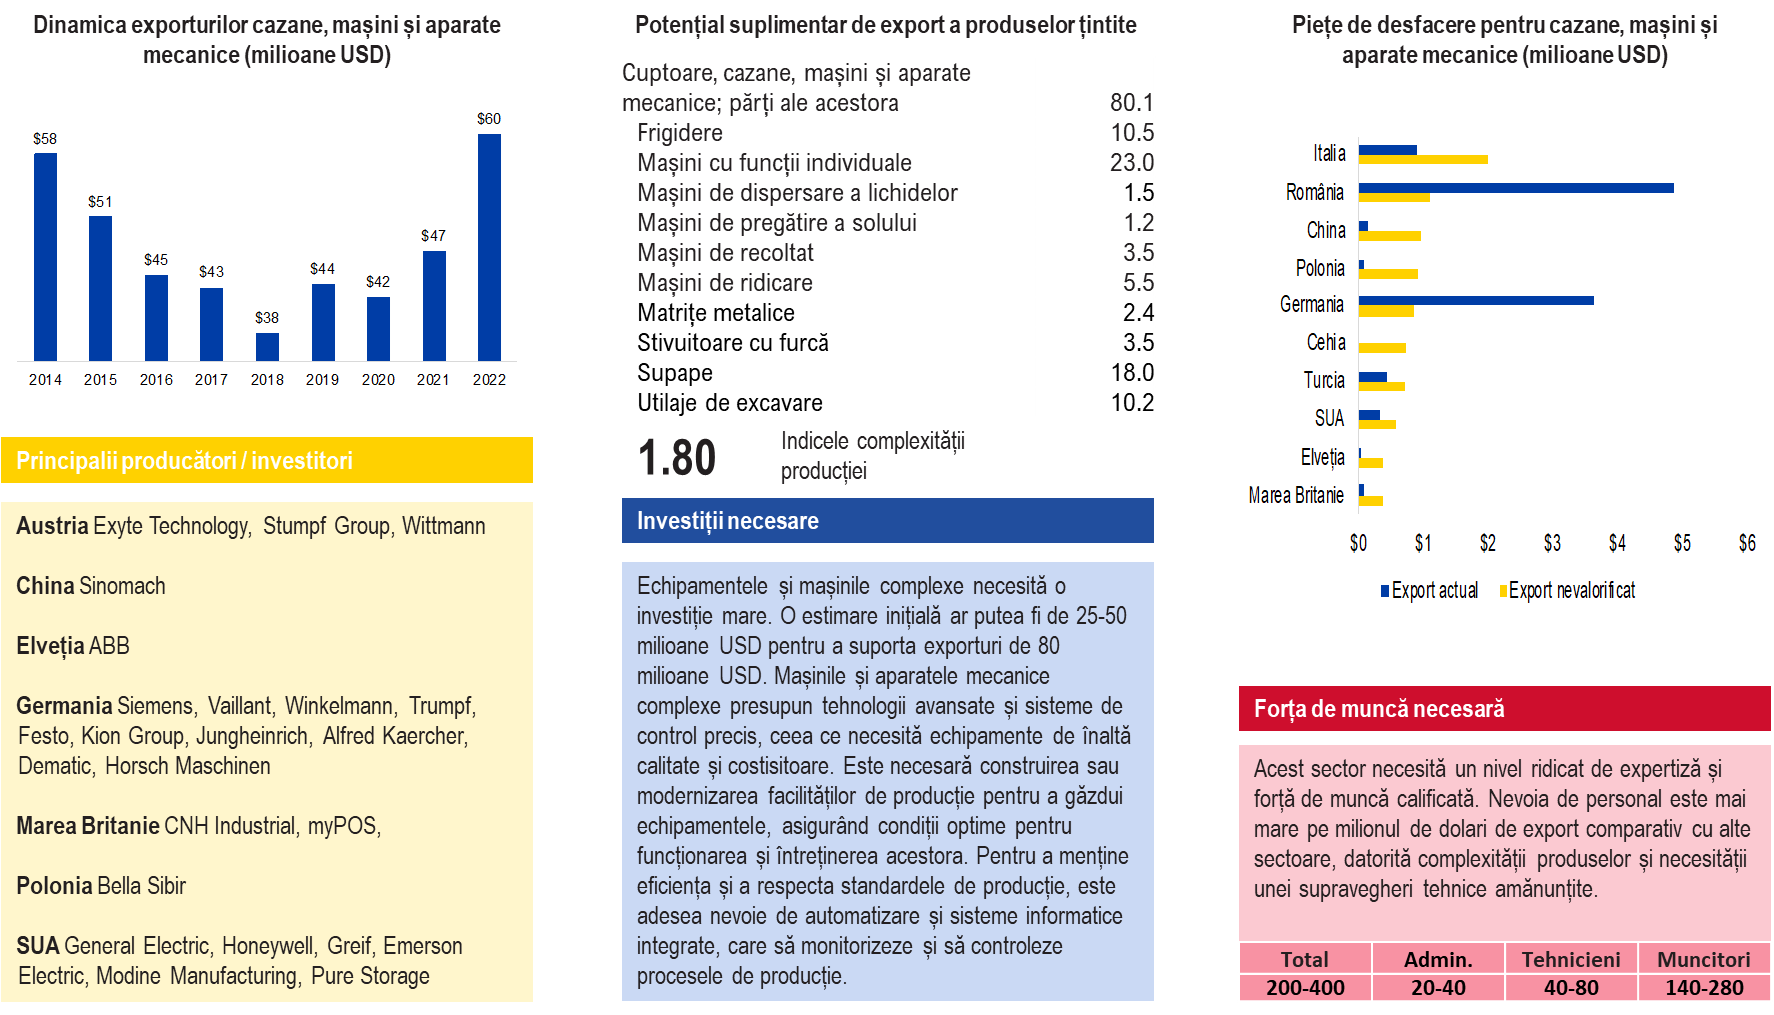 Dinamica exporturilor cazane, mașini și aparate
mecanice (milioane USD)
$58
$51
$45
$43
$38
$44
$42
$47
$60
2014 2015 2016 2017 2018 2019 2020 2021 2022
Principalii producători / investitori
Austria Exyte Technology, Stumpf Group, Wittmann
China Sinomach
Elveția ABB
Germania Siemens, Vaillant, Winkelmann, Trumpf,
Festo, Kion Group, Jungheinrich, Alfred Kaercher,
Dematic, Horsch Maschinen
Marea Britanie CNH Industrial, myPOS,
Polonia Bella Sibir
SUA General Electric, Honeywell, Greif, Emerson
Electric, Modine Manufacturing, Pure Storage
Potențial suplimentar de export a produselor țintite
Cuptoare, cazane, mașini și aparate
mecanice; părți ale acestora 80.1
Frigidere 10.5
Mașini cu funcții individuale 23.0
Mașini de dispersare a lichidelor 1.5
Mașini de pregătire a solului 1.2
Mașini de recoltat 3.5
Mașini de ridicare 5.5
Matrițe metalice 2.4
Stivuitoare cu furcă 3.5
Supape 18.0
Utilaje de excavare 10.2
1.80
Indicele complexității
producției
Investiții necesare
Echipamentele și mașinile complexe necesită o
investiție mare. O estimare inițială ar putea fi de 25-50
milioane USD pentru a suporta exporturi de 80
milioane USD. Mașinile și aparatele mecanice
complexe presupun tehnologii avansate și sisteme de
control precis, ceea ce necesită echipamente de înaltă
calitate și costisitoare. Este necesară construirea sau
modernizarea facilităților de producție pentru a găzdui
echipamentele, asigurând condiții optime pentru
funcționarea și întreținerea acestora. Pentru a menține
eficiența și a respecta standardele de producție, este
adesea nevoie de automatizare și sisteme informatice
integrate, care să monitorizeze și să controleze
procesele de producție.
Piețe de desfacere pentru cazane, mașini și
aparate mecanice (milioane USD)
Italia
România
China
Polonia
Germania
Cehia
Turcia
SUA
Elveția
Marea Britanie
$0 $1 $2 $3 $4 $5 $6
Export actual Export nevalorificat
Forța de muncă necesară
Acest sector necesită un nivel ridicat de expertiză și
forță de muncă calificată. Nevoia de personal este mai
mare pe milionul de dolari de export comparativ cu alte
sectoare, datorită complexității produselor și necesității
unei supravegheri tehnice amănunțite.
Total Admin. Tehnicieni Muncitori
200-400 20-40 40-80 140-280